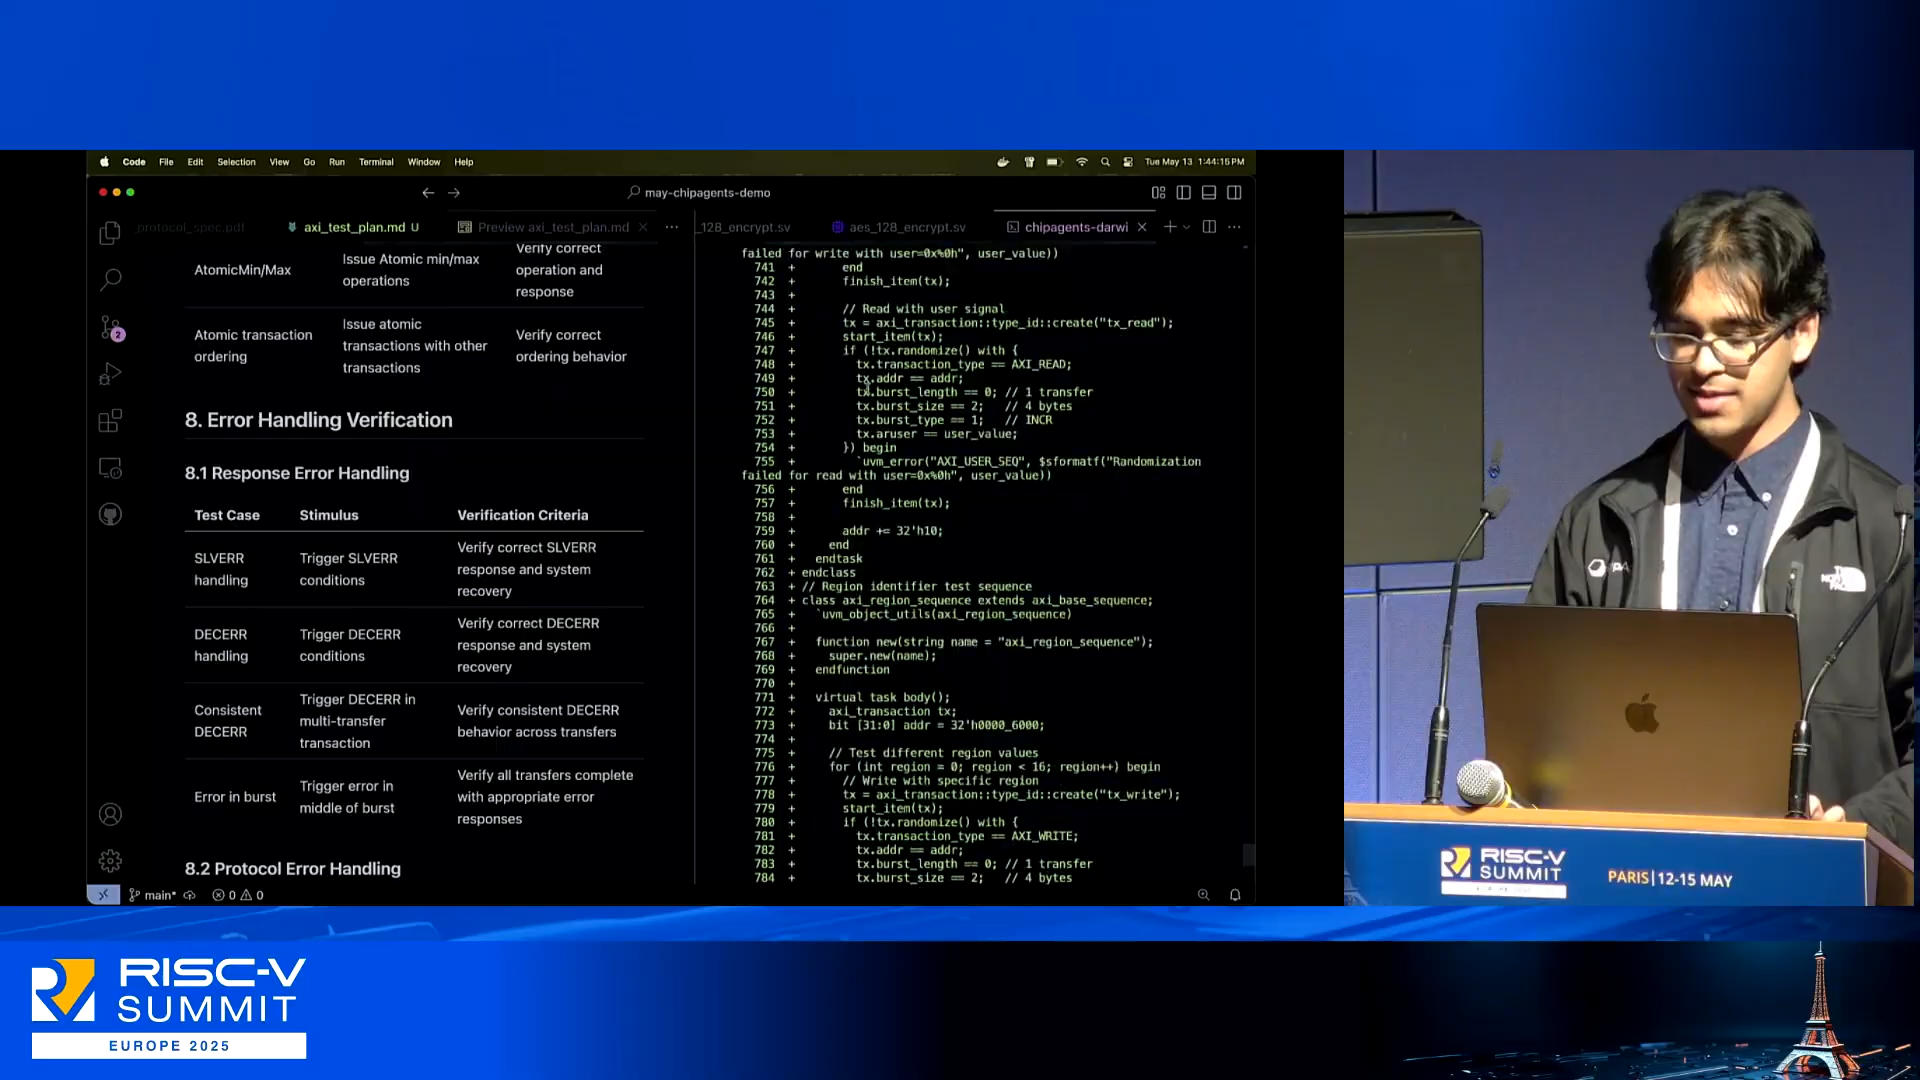 Code File Edit Selection View Go Run Terminal Window Help
Tue May 13 1:44:15 PM
may-chipagents-demo
_protocol_spec.pdf
axi_test_plan.md U
Preview axi_test_plan.md
_128_encrypt.sv
aes_128_encrypt.sv
chipagents-darwi
AtomicMin/Max
Issue Atomic min/max
operations
Verify correct
operation and
response
Atomic transaction
ordering
Issue atomic
transactions with other
transactions
Verify correct
ordering behavior
8. Error Handling Verification
8.1 Response Error Handling
Test Case Stimulus Verification Criteria
SLVERR
handling
Trigger SLVERR
conditions
Verify correct SLVERR
response and system
recovery
DECERR
handling
Trigger DECERR
conditions
Verify correct DECERR
response and system
recovery
Consistent
DECERR
Trigger DECERR in
multi-transfer
transaction
Verify consistent DECERR
behavior across transfers
Error in burst
Trigger error in
middle of burst
Verify all transfers complete
with appropriate error
responses
8.2 Protocol Error Handling
2
main*
0 0
failed for write with user=0x%0h", user_value))
741 + end
742 + finish_item(tx);
743 +
744 + // Read with user signal
745 + tx = axi_transaction::type_id::create("tx_read");
746 + start_item(tx);
747 + if (!tx.randomize() with {
748 + tx.transaction_type == AXI_READ;
749 + tx.addr == addr;
750 + tx.burst_length == 0; // 1 transfer
751 + tx.burst_size == 2; // 4 bytes
752 + tx.burst_type == 1; // INCR
753 + tx.aruser == user_value;
754 + }) begin
755 + `uvm_error("AXI_USER_SEQ", $sformatf("Randomization
failed for read with user=0x%0h", user_value))
756 + end
757 + finish_item(tx);
758 +
759 + addr += 32'h10;
760 + end
761 + endtask
762 + endclass
763 + // Region identifier test sequence
764 + class axi_region_sequence extends axi_base_sequence;
765 + `uvm_object_utils(axi_region_sequence)
766 +
767 + function new(string name = "axi_region_sequence");
768 + super.new(name);
769 + endfunction
770 +
771 + virtual task body();
772 + axi_transaction tx;
773 + bit [31:0] addr = 32'h0000_6000;
774 +
775 + // Test different region values
776 + for (int region = 0; region < 16; region++) begin
777 + // Write with specific region
778 + tx = axi_transaction::type_id::create("tx_write");
779 + start_item(tx);
780 + if (!tx.randomize() with {
781 + tx.transaction_type == AXI_WRITE;
782 + tx.addr == addr;
783 + tx.burst_length == 0; // 1 transfer
784 + tx.burst_size == 2; // 4 bytes
THE
NORTH
FACE
RISC-V
SUMMIT
PARIS | 12-15 MAY
RISC-V
SUMMIT
EUROPE 2025